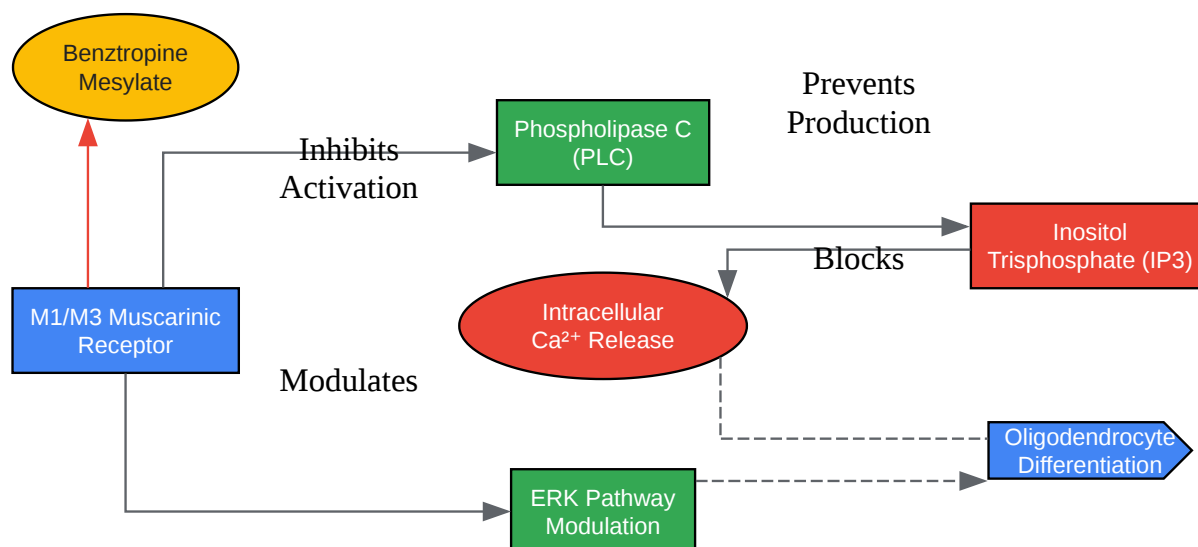 Benztropine
Mesylate
Prevents
Production
Phospholipase C
(PLC)
Inhibits
Activation
Inositol
Trisphosphate (IP3)
Blocks
M1/M3 Muscarinic
Receptor
Intracellular
Ca²⁺ Release
Modulates
Oligodendrocyte
Differentiation
ERK Pathway
Modulation